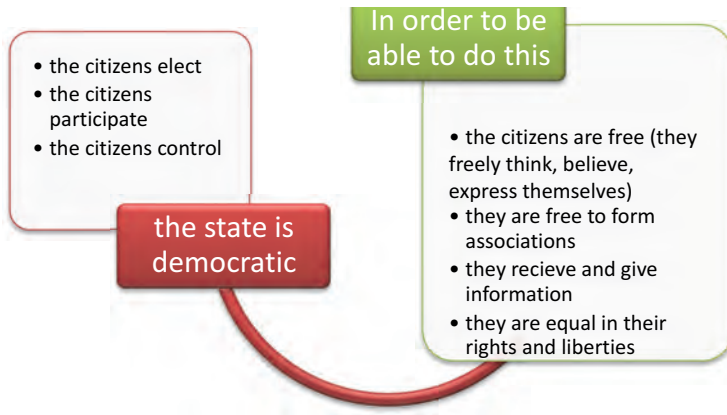 • the citizens elect
• the citizens
participate
• the citizens control
the state is
democratic
In order to be
able to do this
• the citizens are free (they
freely think, believe,
express themselves)
• they are free to form
associations
• they recieve and give
information
• they are equal in their
rights and liberties